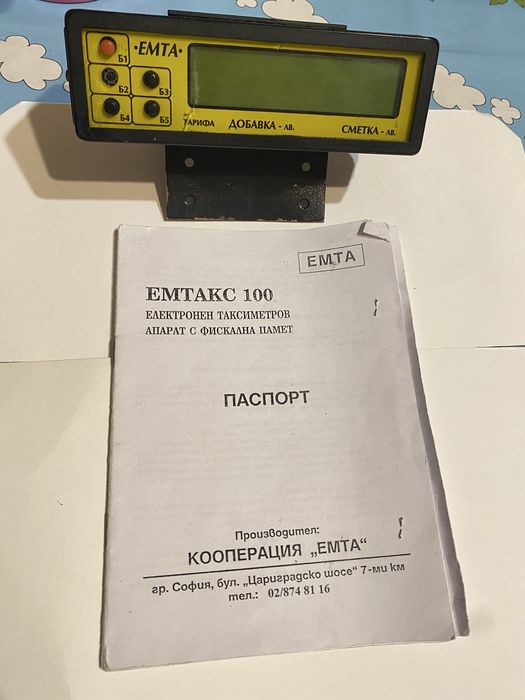 •ЕМТА•
Б1
Б2
Б3
Б4
Б5
ТАРИФА
ДОБАВКА - ЛВ.
СМЕТКА - ЛВ.
ЕМТА
ЕМТАКС 100
ЕЛЕКТРОНЕН ТАКСИМЕТРОВ
АПАРАТ С ФИСКАЛНА ПАМЕТ
ПАСПОРТ
Производител:
КООПЕРАЦИЯ „ЕМТА“
гр. София, бул. „Цариградско шосе“ 7-ми км
тел.: 02/874 81 16